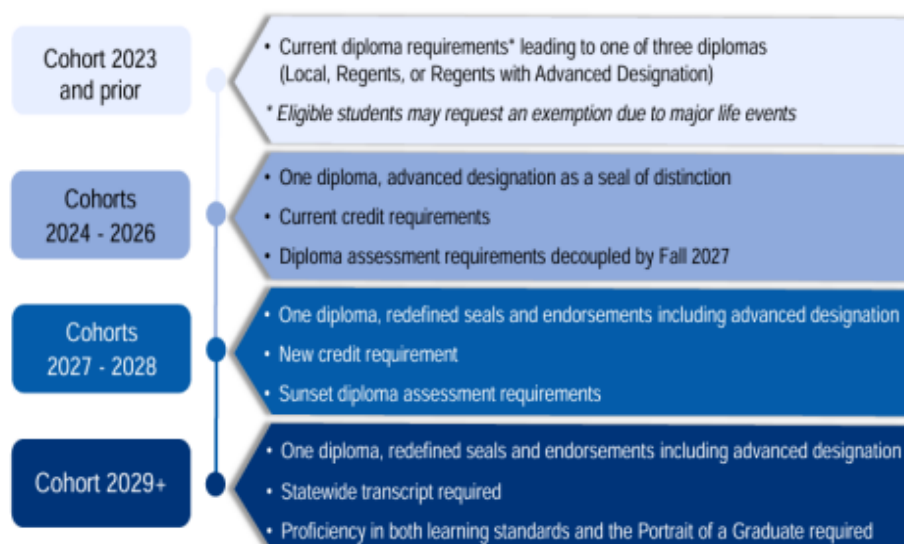 Cohort 2023
and prior
• Current diploma requirements* leading to one of three diplomas
(Local, Regents, or Regents with Advanced Designation)
* Eligible students may request an exemption due to major life events
Cohorts
2024 - 2026
• One diploma, advanced designation as a seal of distinction
• Current credit requirements
• Diploma assessment requirements decoupled by Fall 2027
Cohorts
2027 - 2028
• One diploma, redefined seals and endorsements including advanced designation
• New credit requirement
• Sunset diploma assessment requirements
Cohort 2029+
• One diploma, redefined seals and endorsements including advanced designation
• Statewide transcript required
• Proficiency in both learning standards and the Portrait of a Graduate required